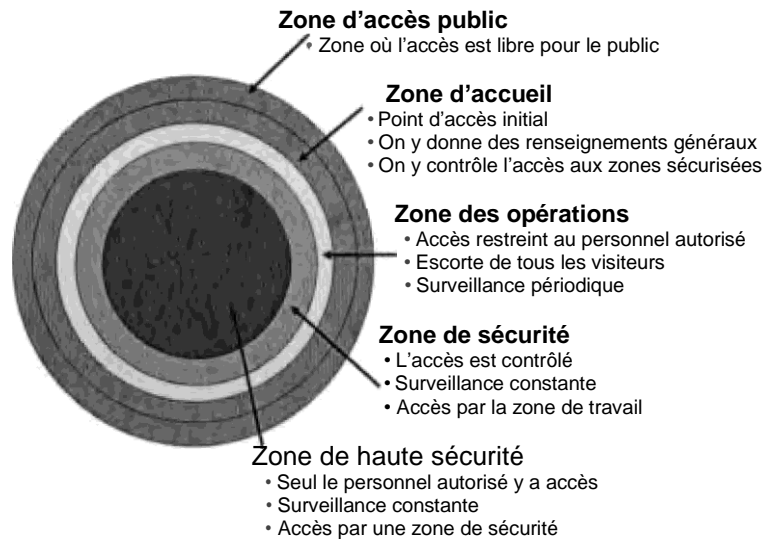 Zone d'accès public
• Zone où l'accès est libre pour le public
Zone d'accueil
• Point d'accès initial
• On y donne des renseignements généraux
• On y contrôle l'accès aux zones sécurisées
Zone des opérations
• Accès restreint au personnel autorisé
• Escorte de tous les visiteurs
• Surveillance périodique
Zone de sécurité
• L'accès est contrôlé
• Surveillance constante
• Accès par la zone de travail
Zone de haute sécurité
• Seul le personnel autorisé y a accès
• Surveillance constante
• Accès par une zone de sécurité